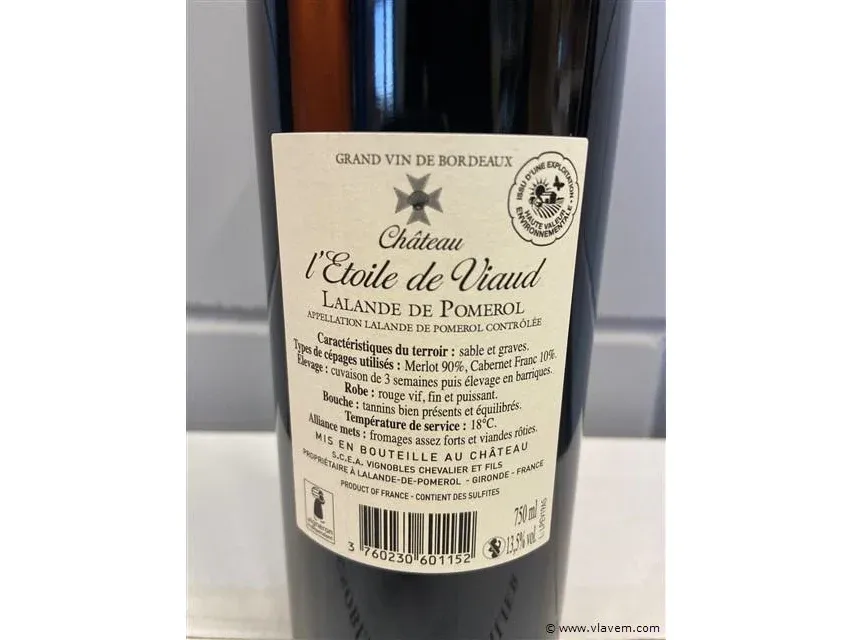 GRAND VIN DE BORDEAUX
ISSU D'UNE EXPLOITATION
HAUTE VALEUR
ENVIRONNEMENTALE
Château
l'Etoile de Viaud
LALANDE DE POMEROL
APPELLATION LALANDE DE POMEROL CONTRÔLÉE
Caractéristiques du terroir : sable et graves.
Types de cépages utilisés : Merlot 90%, Cabernet Franc 10%.
Elevage : cuvaison de 3 semaines puis élevage en barriques.
Robe : rouge vif, fin et puissant.
Bouche : tannins bien présents et équilibrés.
Température de service : 18°C.
Alliance mets : fromages assez forts et viandes rôties.
MIS EN BOUTEILLE AU CHÂTEAU
S.C.E.A. VIGNOBLES CHEVALIER ET FILS
PROPRIÉTAIRE À LALANDE-DE-POMEROL - GIRONDE - FRANCE
PRODUCT OF FRANCE - CONTIENT DES SULFITES
vigneron
3 760230 601152
750 ml
13,5% vol.
© www.vlavem.com